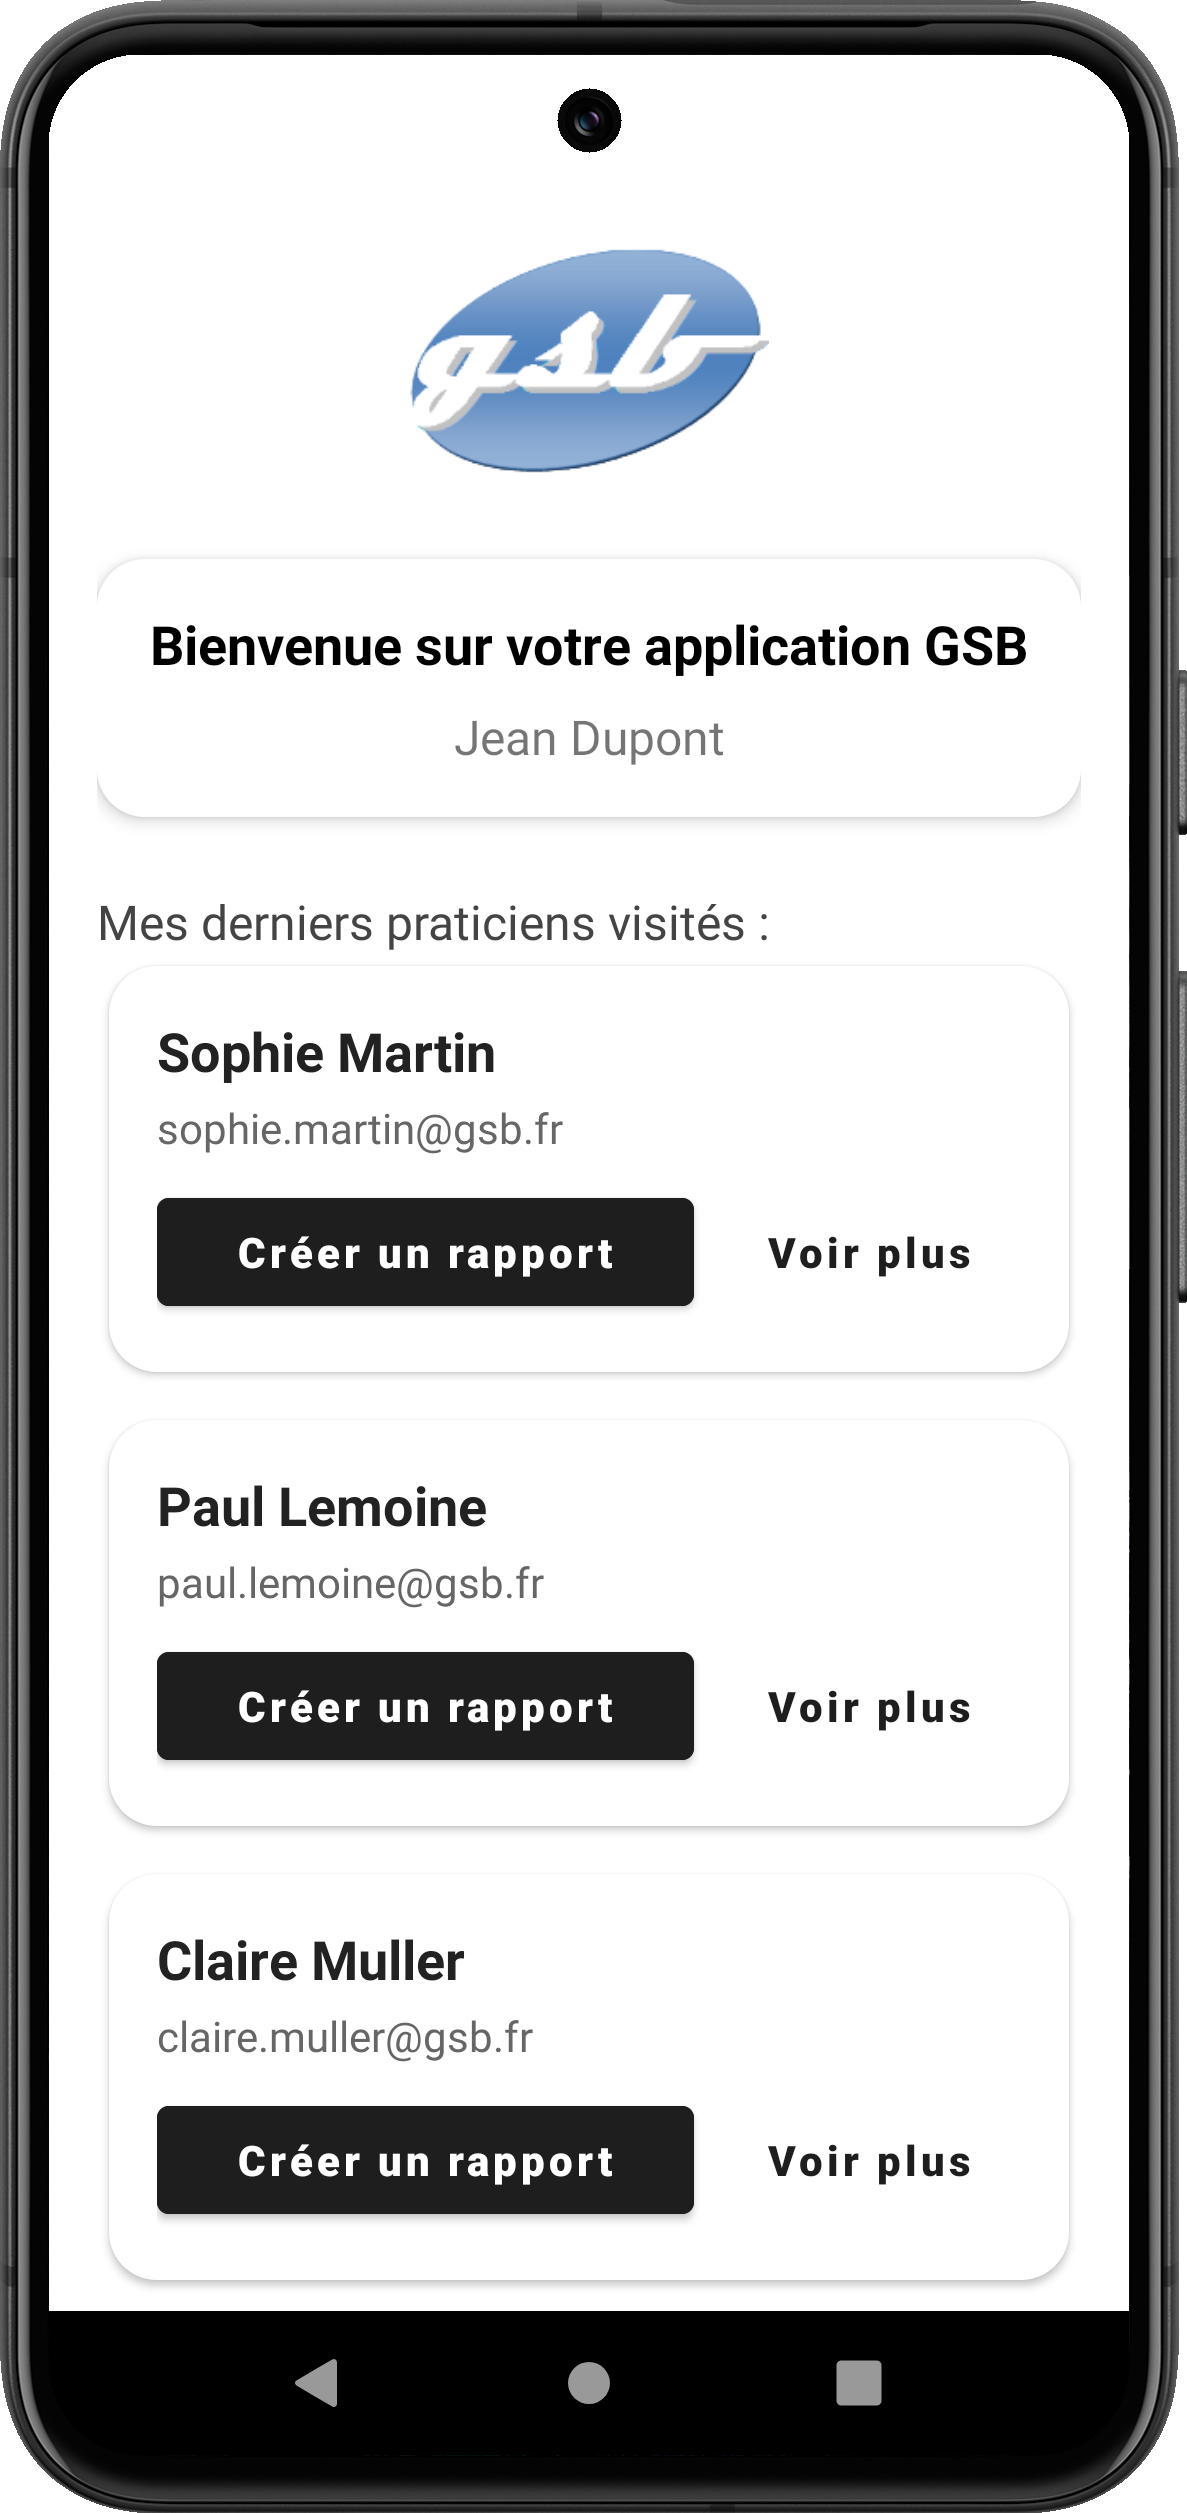 gsb
Bienvenue sur votre application GSB
Jean Dupont
Mes derniers praticiens visités :
Sophie Martin
sophie.martin@gsb.fr
Créer un rapport Voir plus
Paul Lemoine
paul.lemoine@gsb.fr
Créer un rapport Voir plus
Claire Muller
claire.muller@gsb.fr
Créer un rapport Voir plus